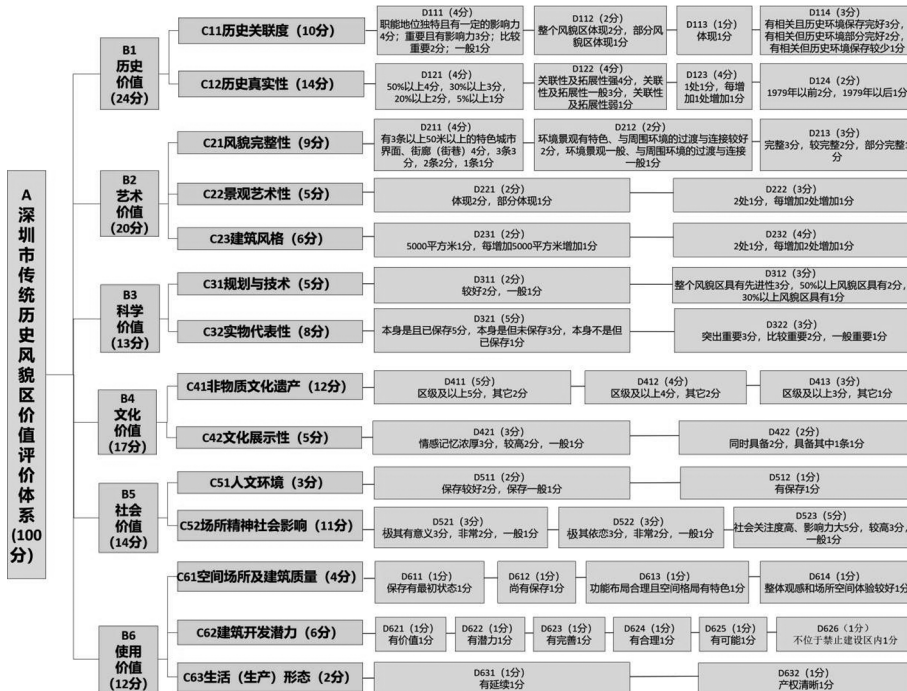 A
深圳市传统历史风貌区价值评价体系
(100分)
B1
历史
价值
(24分)
C11历史关联度（10分）
D111（4分）
职能地位独特且有一定的影响力
4分；重要且有影响力3分；比较
重要2分；一般1分
D112（2分）
整个风貌区体现2分，部分风
貌区体现1分
D113（1分）
体现1分
D114（3分）
有相关且历史环境保存完好3分，
有相关但历史环境部分完好2分，
有相关但历史环境保存较少1分
C12历史真实性（14分）
D121（4分）
50%以上4分，30%以上3分，
20%以上2分，5%以上1分
D122（4分）
关联性及拓展性强4分，关联
性及拓展性一般3分，关联性
及拓展性弱1分
D123（4分）
1处1分，每增
加1处增加1分
D124（2分）
1979年以前2分，1979年以后1分
B2
艺术
价值
(20分)
C21风貌完整性（9分）
D211（4分）
有3条以上50米以上的特色城市
界面、街廊（街巷）4分，3条3
分，2条2分，1条1分
D212（2分）
环境景观有特色、与周围环境的过渡与连接较好
2分，环境景观一般、与周围环境的过渡与连接
一般1分
D213（3分）
完整3分，较完整2分，部分完整1
分
C22景观艺术性（5分）
D221（2分）
体现2分，部分体现1分
D222（3分）
2处1分，每增加2处增加1分
C23建筑风格（6分）
D231（2分）
5000平方米1分，每增加5000平方米增加1分
D232（4分）
2处1分，每增加2处增加1分
B3
科学
价值
(13分)
C31规划与技术（5分）
D311（2分）
较好2分，一般1分
D312（3分）
整个风貌区具有先进性3分，50%以上风貌区具有2分，
30%以上风貌区具有1分
C32实物代表性（8分）
D321（5分）
本身是且已保存5分，本身是但未保存3分，本身不是但
已保存1分
D322（3分）
突出重要3分，比较重要2分，一般重要1分
B4
文化
价值
(17分)
C41非物质文化遗产（12分）
D411（5分）
区级及以上5分，其它2分
D412（4分）
区级及以上4分，其它2分
D413（3分）
区级及以上3分，其它1分
C42文化展示性（5分）
D421（3分）
情感记忆浓厚3分，较高2分，一般1分
D422（2分）
同时具备2分，具备其中1条1分
B5
社会
价值
(14分)
C51人文环境（3分）
D511（2分）
保存较好2分，保存一般1分
D512（1分）
有保存1分
C52场所精神社会影响（11分）
D521（3分）
极其有意义3分，非常2分，一般1分
D522（3分）
极其依恋3分，非常2分，一般1分
D523（5分）
社会关注度高、影响力大5分，较高3分，
一般1分
B6
使用
价值
(12分)
C61空间场所及建筑质量（4分）
D611（1分）
保存有最初状态1分
D612（1分）
尚有保存1分
D613（1分）
功能布局合理且空间格局有特色1分
D614（1分）
整体观感和场所空间体验较好1分
C62建筑开发潜力（6分）
D621（1分）
有价值1分
D622（1分）
有潜力1分
D623（1分）
有完善1分
D624（1分）
有合理1分
D625（1分）
有可能1分
D626（1分）
不位于禁止建设区内1分
C63生活（生产）形态（2分）
D631（1分）
有延续1分
D632（1分）
产权清晰1分